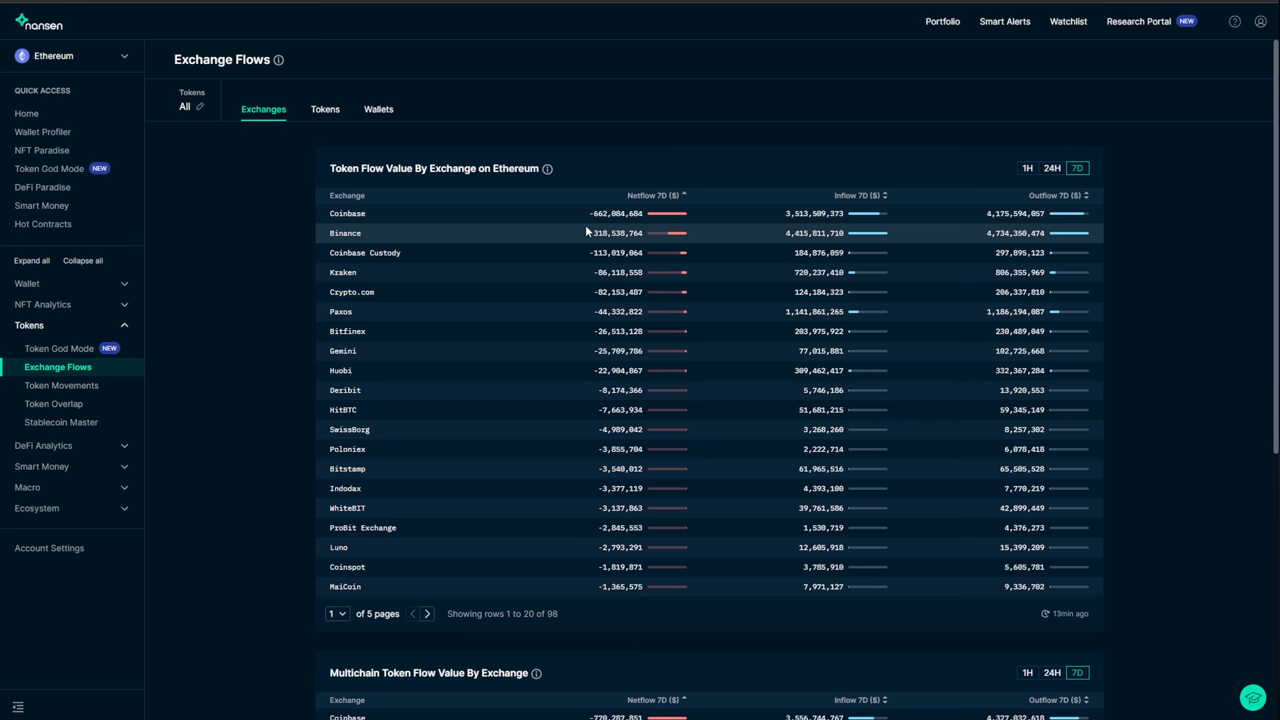 nansen
Portfolio Smart Alerts Watchlist Research Portal NEW
Ethereum
QUICK ACCESS
Home
Wallet Profiler
NFT Paradise
Token God Mode NEW
DeFi Paradise
Smart Money
Hot Contracts
Expand all Collapse all
Wallet
NFT Analytics
Tokens
Token God Mode NEW
Exchange Flows
Token Movements
Token Overlap
Stablecoin Master
DeFi Analytics
Smart Money
Macro
Ecosystem
Account Settings
Exchange Flows
Tokens
All
Exchanges Tokens Wallets
Token Flow Value By Exchange on Ethereum 1H 24H 7D
Exchange Netflow 7D ($) Inflow 7D ($) Outflow 7D ($)
Coinbase -662,084,684 3,513,509,373 4,175,594,057
Binance -318,538,764 4,415,811,710 4,734,350,474
Coinbase Custody -113,019,064 184,876,059 297,895,123
Kraken -86,118,558 720,237,410 806,355,969
Crypto.com -82,153,487 124,184,323 206,337,810
Paxos -44,332,822 1,141,861,265 1,186,194,087
Bitfinex -26,513,128 203,975,922 230,489,049
Gemini -25,709,786 77,015,881 102,725,668
Huobi -22,904,867 309,462,417 332,367,284
Deribit -8,174,366 5,746,186 13,920,553
HitBTC -7,663,934 51,681,215 59,345,149
SwissBorg -4,989,042 3,268,260 8,257,302
Poloniex -3,855,704 2,222,714 6,078,418
Bitstamp -3,540,012 61,965,516 65,505,528
Indodax -3,377,119 4,393,100 7,770,219
WhiteBIT -3,137,863 39,761,586 42,899,449
ProBit Exchange -2,845,553 1,530,719 4,376,273
Luno -2,793,291 12,605,918 15,399,209
Coinspot -1,819,871 3,785,910 5,605,781
MaiCoin -1,365,575 7,971,127 9,336,702
1 of 5 pages Showing rows 1 to 20 of 98 13min ago
Multichain Token Flow Value By Exchange 1H 24H 7D
Exchange Netflow 7D ($) Inflow 7D ($) Outflow 7D ($)
Coinbase -770,287,851 3,556,744,767 4,327,032,618